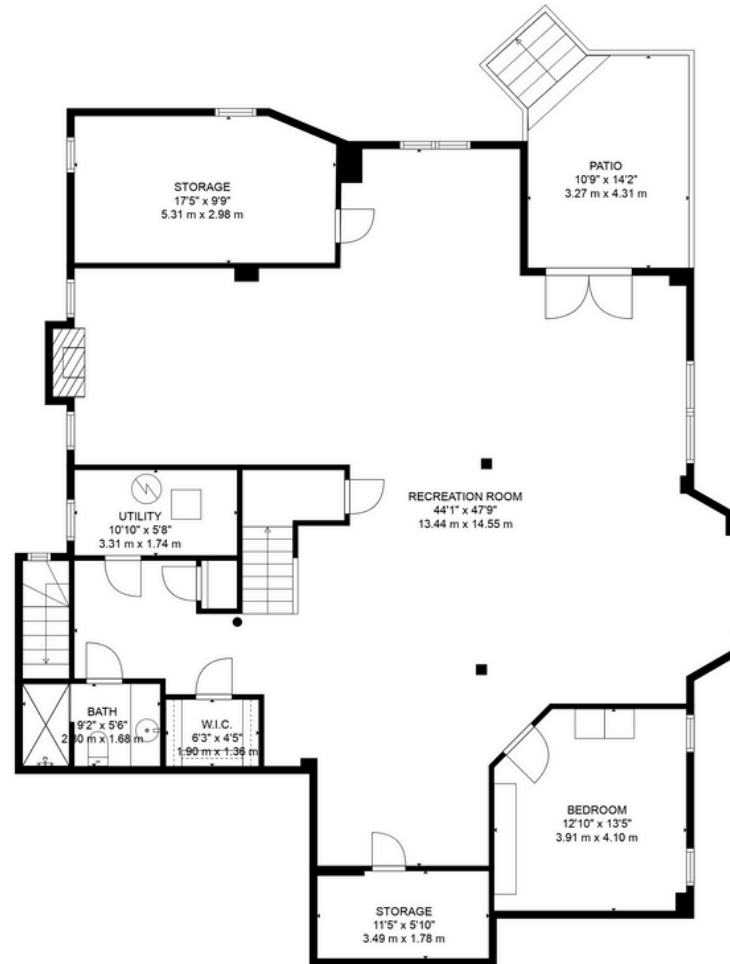 PATIO
10'9" x 14'2"
3.27 m x 4.31 m
STORAGE
17'5" x 9'9"
5.31 m x 2.98 m
RECREATION ROOM
44'1" x 47'9"
13.44 m x 14.55 m
UTILITY
10'10" x 5'8"
3.31 m x 1.74 m
BATH
9'2" x 5'6"
2.80 m x 1.68 m
W.I.C.
6'3" x 4'5"
1.90 m x 1.36 m
BEDROOM
12'10" x 13'5"
3.91 m x 4.10 m
STORAGE
11'5" x 5'10"
3.49 m x 1.78 m